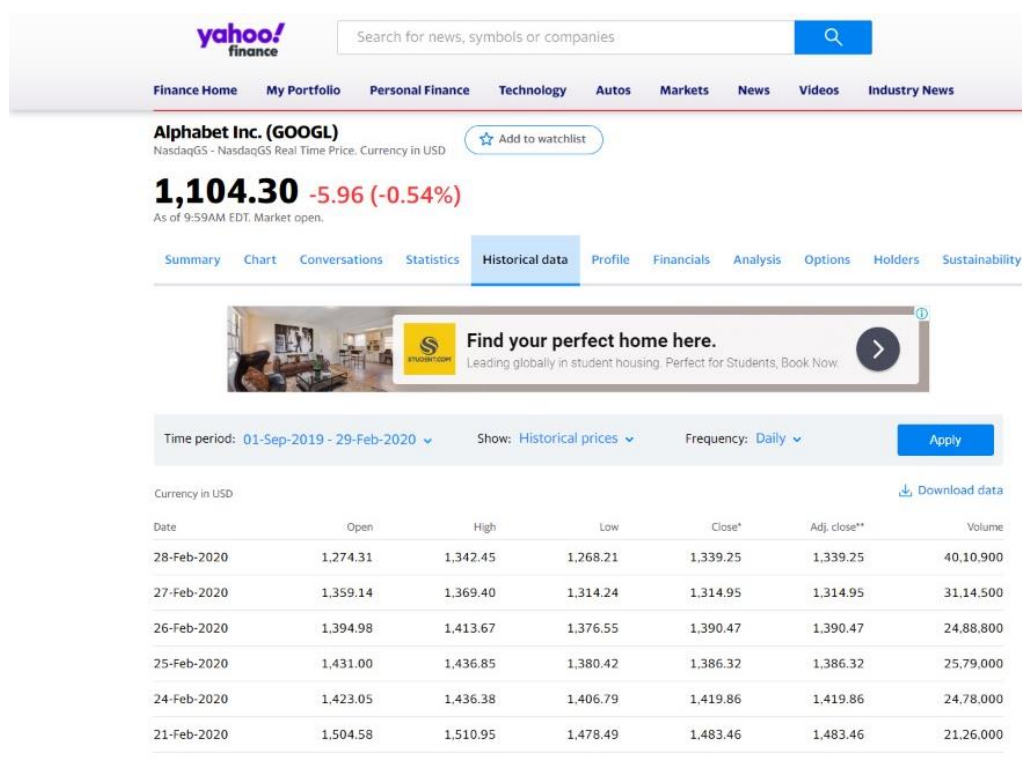 yahoo!
finance
Search for news, symbols or companies
Finance Home My Portfolio Personal Finance Technology Autos Markets News Videos Industry News
Alphabet Inc. (GOOGL)
NasdaqGS - NasdaqGS Real Time Price. Currency in USD
Add to watchlist
1,104.30 -5.96 (-0.54%)
As of 9:59AM EDT. Market open.
Summary Chart Conversations Statistics Historical data Profile Financials Analysis Options Holders Sustainability
STUDENT.COM
Find your perfect home here.
Leading globally in student housing. Perfect for Students, Book Now.
Time period: 01-Sep-2019 - 29-Feb-2020 Show: Historical prices Frequency: Daily Apply
Currency in USD Download data
Date Open High Low Close* Adj. close** Volume
28-Feb-2020 1,274.31 1,342.45 1,268.21 1,339.25 1,339.25 40,10,900
27-Feb-2020 1,359.14 1,369.40 1,314.24 1,314.95 1,314.95 31,14,500
26-Feb-2020 1,394.98 1,413.67 1,376.55 1,390.47 1,390.47 24,88,800
25-Feb-2020 1,431.00 1,436.85 1,380.42 1,386.32 1,386.32 25,79,000
24-Feb-2020 1,423.05 1,436.38 1,406.79 1,419.86 1,419.86 24,78,000
21-Feb-2020 1,504.58 1,510.95 1,478.49 1,483.46 1,483.46 21,26,000